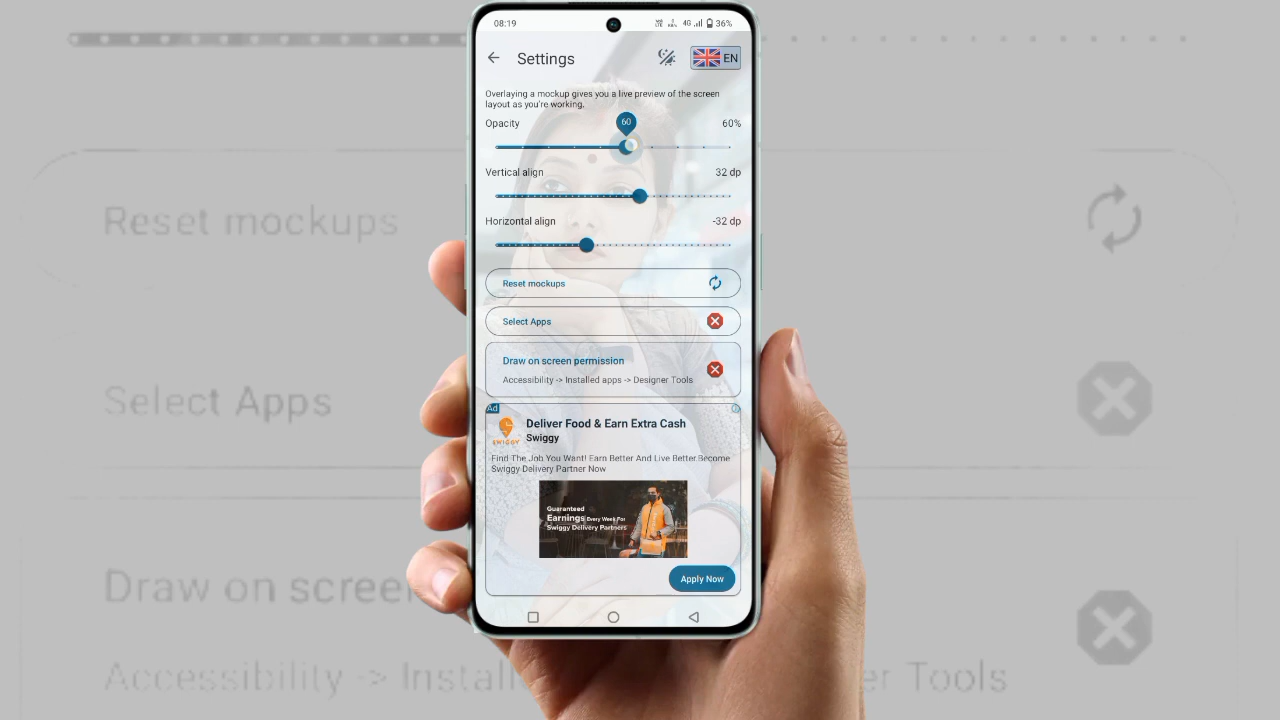 08:19
4G 36%
Settings
EN
Overlaying a mockup gives you a live preview of the screen
layout as you're working.
Opacity
60
60%
Vertical align
32 dp
Horizontal align
-32 dp
Reset mockups
Select Apps
Draw on screen permission
Accessibility -> Installed apps -> Designer Tools
Ad
SWIGGY
Deliver Food & Earn Extra Cash
Swiggy
Find The Job You Want! Earn Better And Live Better.Become
Swiggy Delivery Partner Now
Guaranteed
Earnings Every Week For
Swiggy Delivery Partners
Apply Now
Reset mockups
Select Apps
Draw on screen
Accessibility -> Install
er Tools